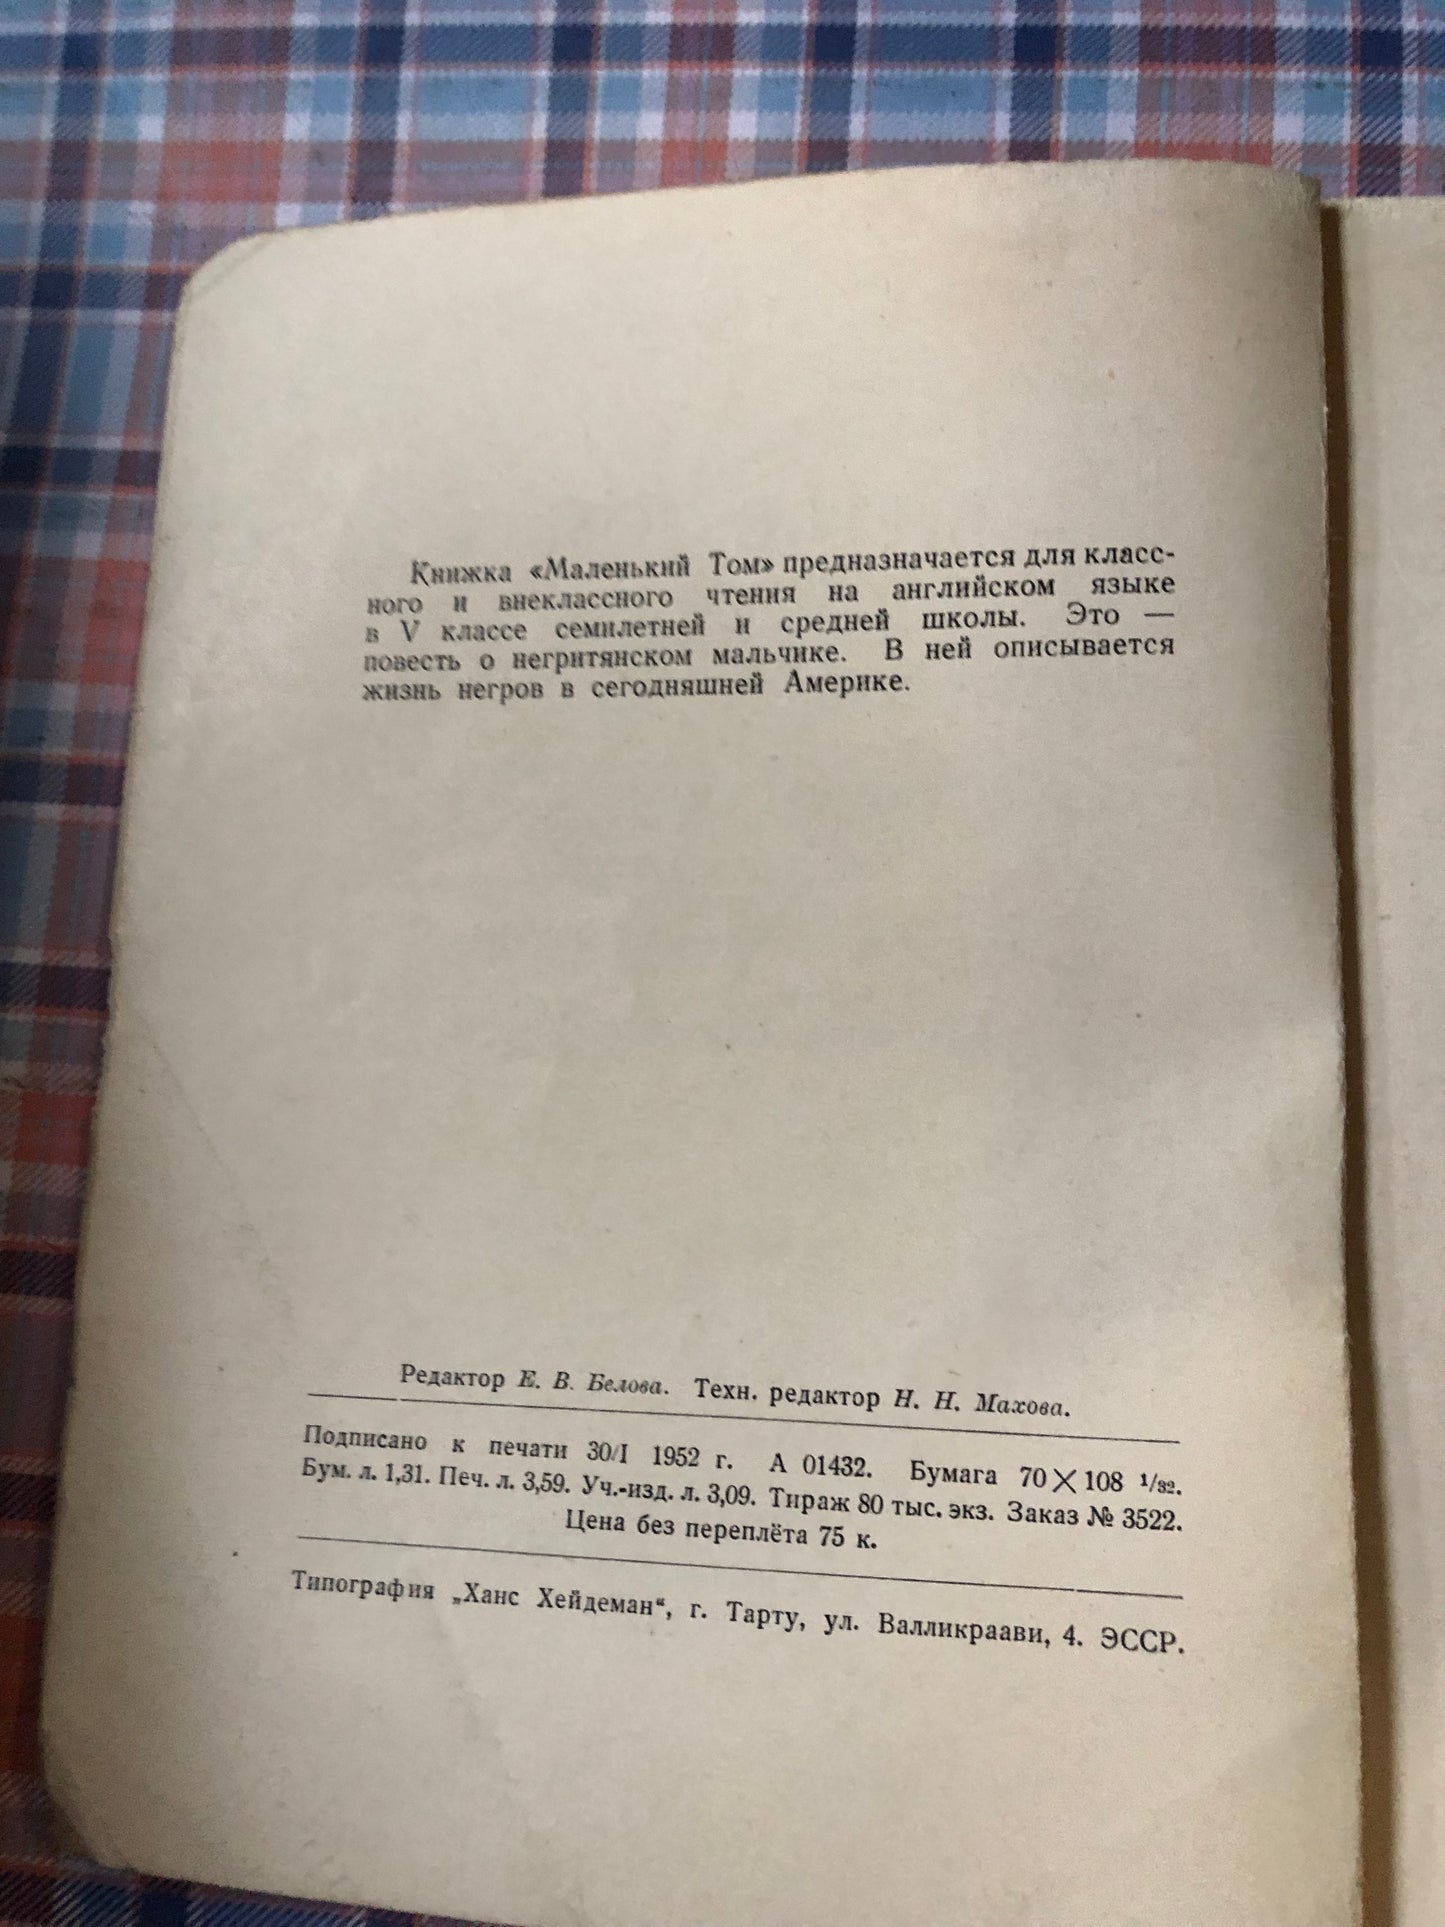 Книжка «Маленький Том» предназначается для класс-
ного и внеклассного чтения на английском языке
в V классе семилетней и средней школы. Это —
повесть о негритянском мальчике. В ней описывается
жизнь негров в сегодняшней Америке.
Редактор Е. В. Белова. Техн. редактор Н. Н. Махова.
Подписано к печати 30/I 1952 г. А 01432. Бумага 70×108 1/32.
Бум. л. 1,31. Печ. л. 3,59. Уч.-изд. л. 3,09. Тираж 80 тыс. экз. Заказ № 3522.
Цена без переплёта 75 к.
Типография „Ханс Хейдеман“, г. Тарту, ул. Валликраави, 4. ЭССР.